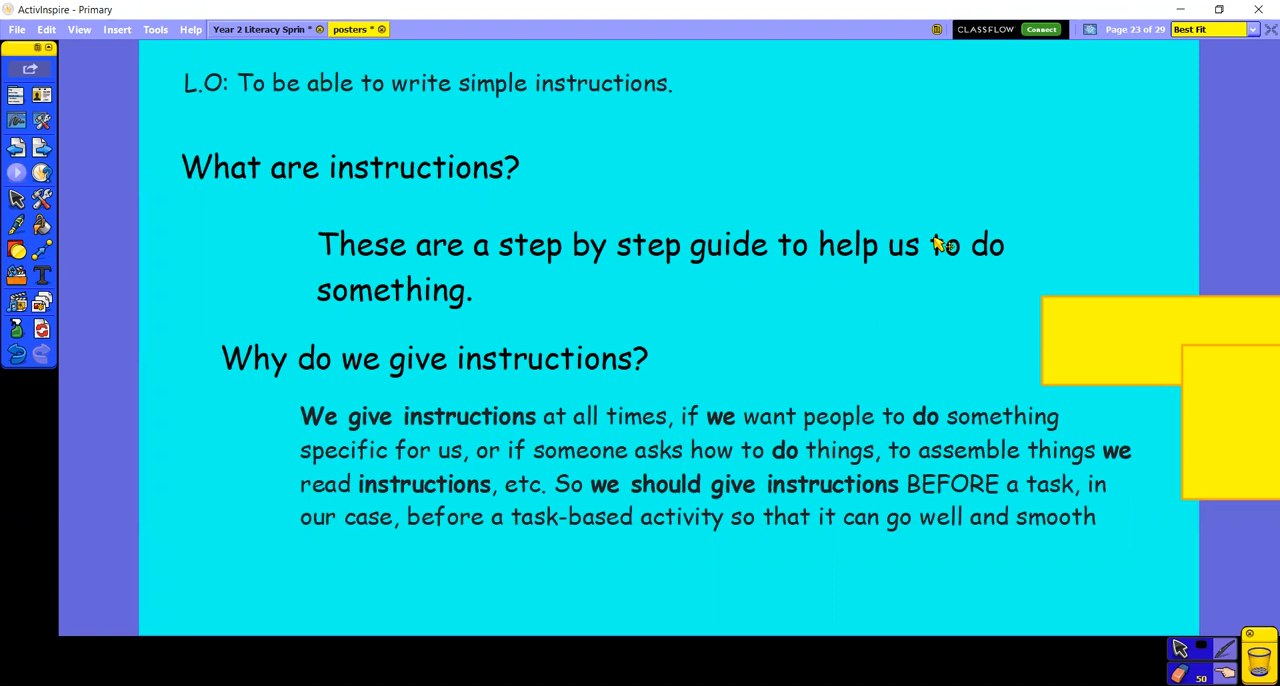 ActivInspire - Primary
File Edit View Insert Tools Help Year 2 Literacy Sprin * posters * CLASSFLOW Connect Page 23 of 29 Best Fit
L.O: To be able to write simple instructions.
What are instructions?
These are a step by step guide to help us to do
something.
Why do we give instructions?
We give instructions at all times, if we want people to do something
specific for us, or if someone asks how to do things, to assemble things we
read instructions, etc. So we should give instructions BEFORE a task, in
our case, before a task-based activity so that it can go well and smooth
50